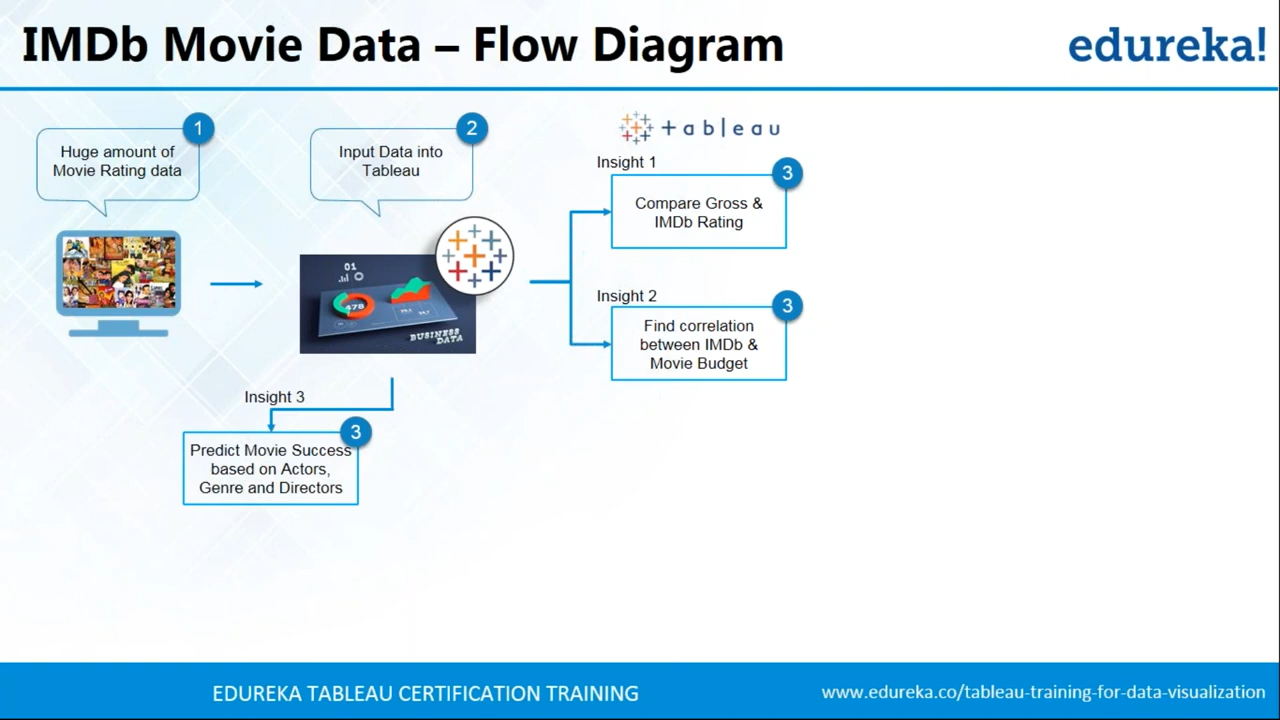 IMDb Movie Data – Flow Diagram
edureka!
1
Huge amount of
Movie Rating data
2
Input Data into
Tableau
+ a b l e a u
Insight 1
3
Compare Gross &
IMDb Rating
01
478
BUSINESS
DATA
Insight 2
3
Find correlation
between IMDb &
Movie Budget
Insight 3
3
Predict Movie Success
based on Actors,
Genre and Directors
EDUREKA TABLEAU CERTIFICATION TRAINING
www.edureka.co/tableau-training-for-data-visualization